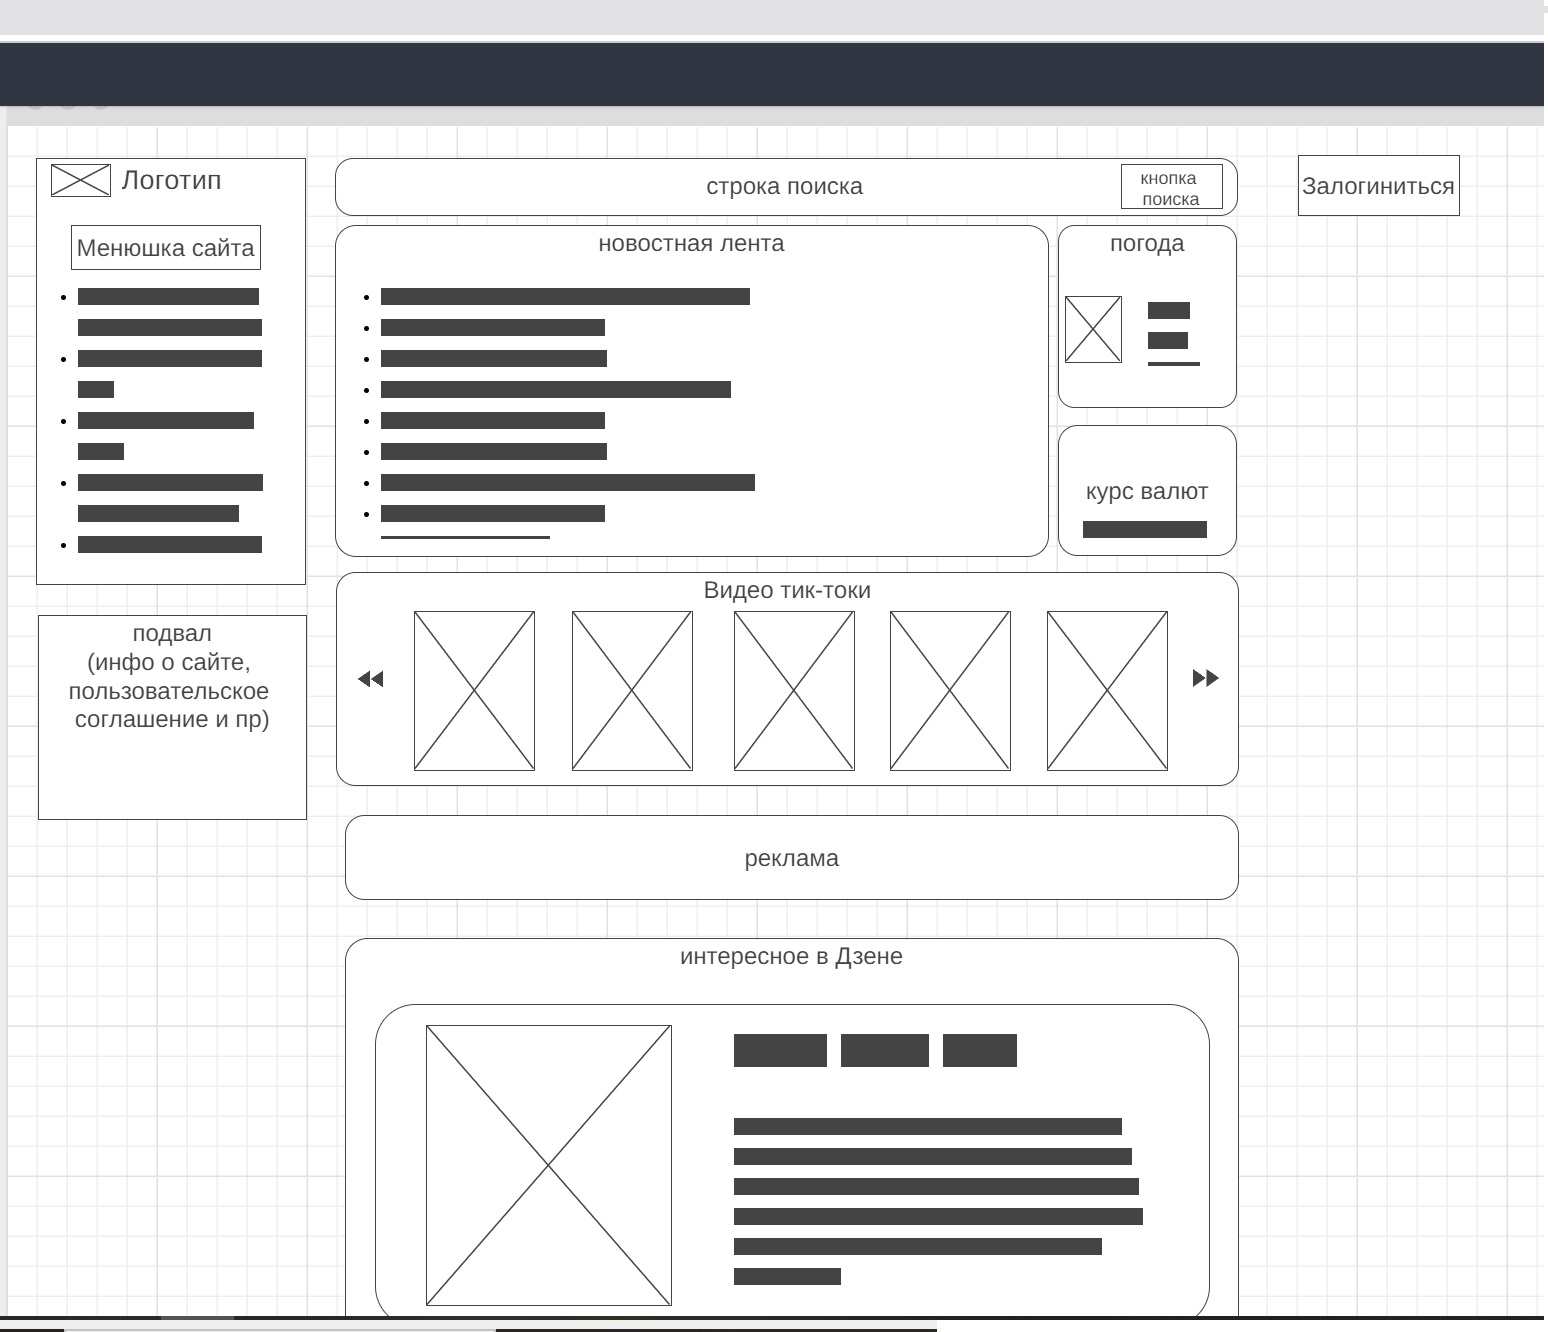 Логотип
строка поиска
кнопка
поиска
Залогиниться
Менюшка сайта
новостная лента
погода
курс валют
Видео тик-токи
подвал
(инфо о сайте,
пользовательское
соглашение и пр)
реклама
интересное в Дзене